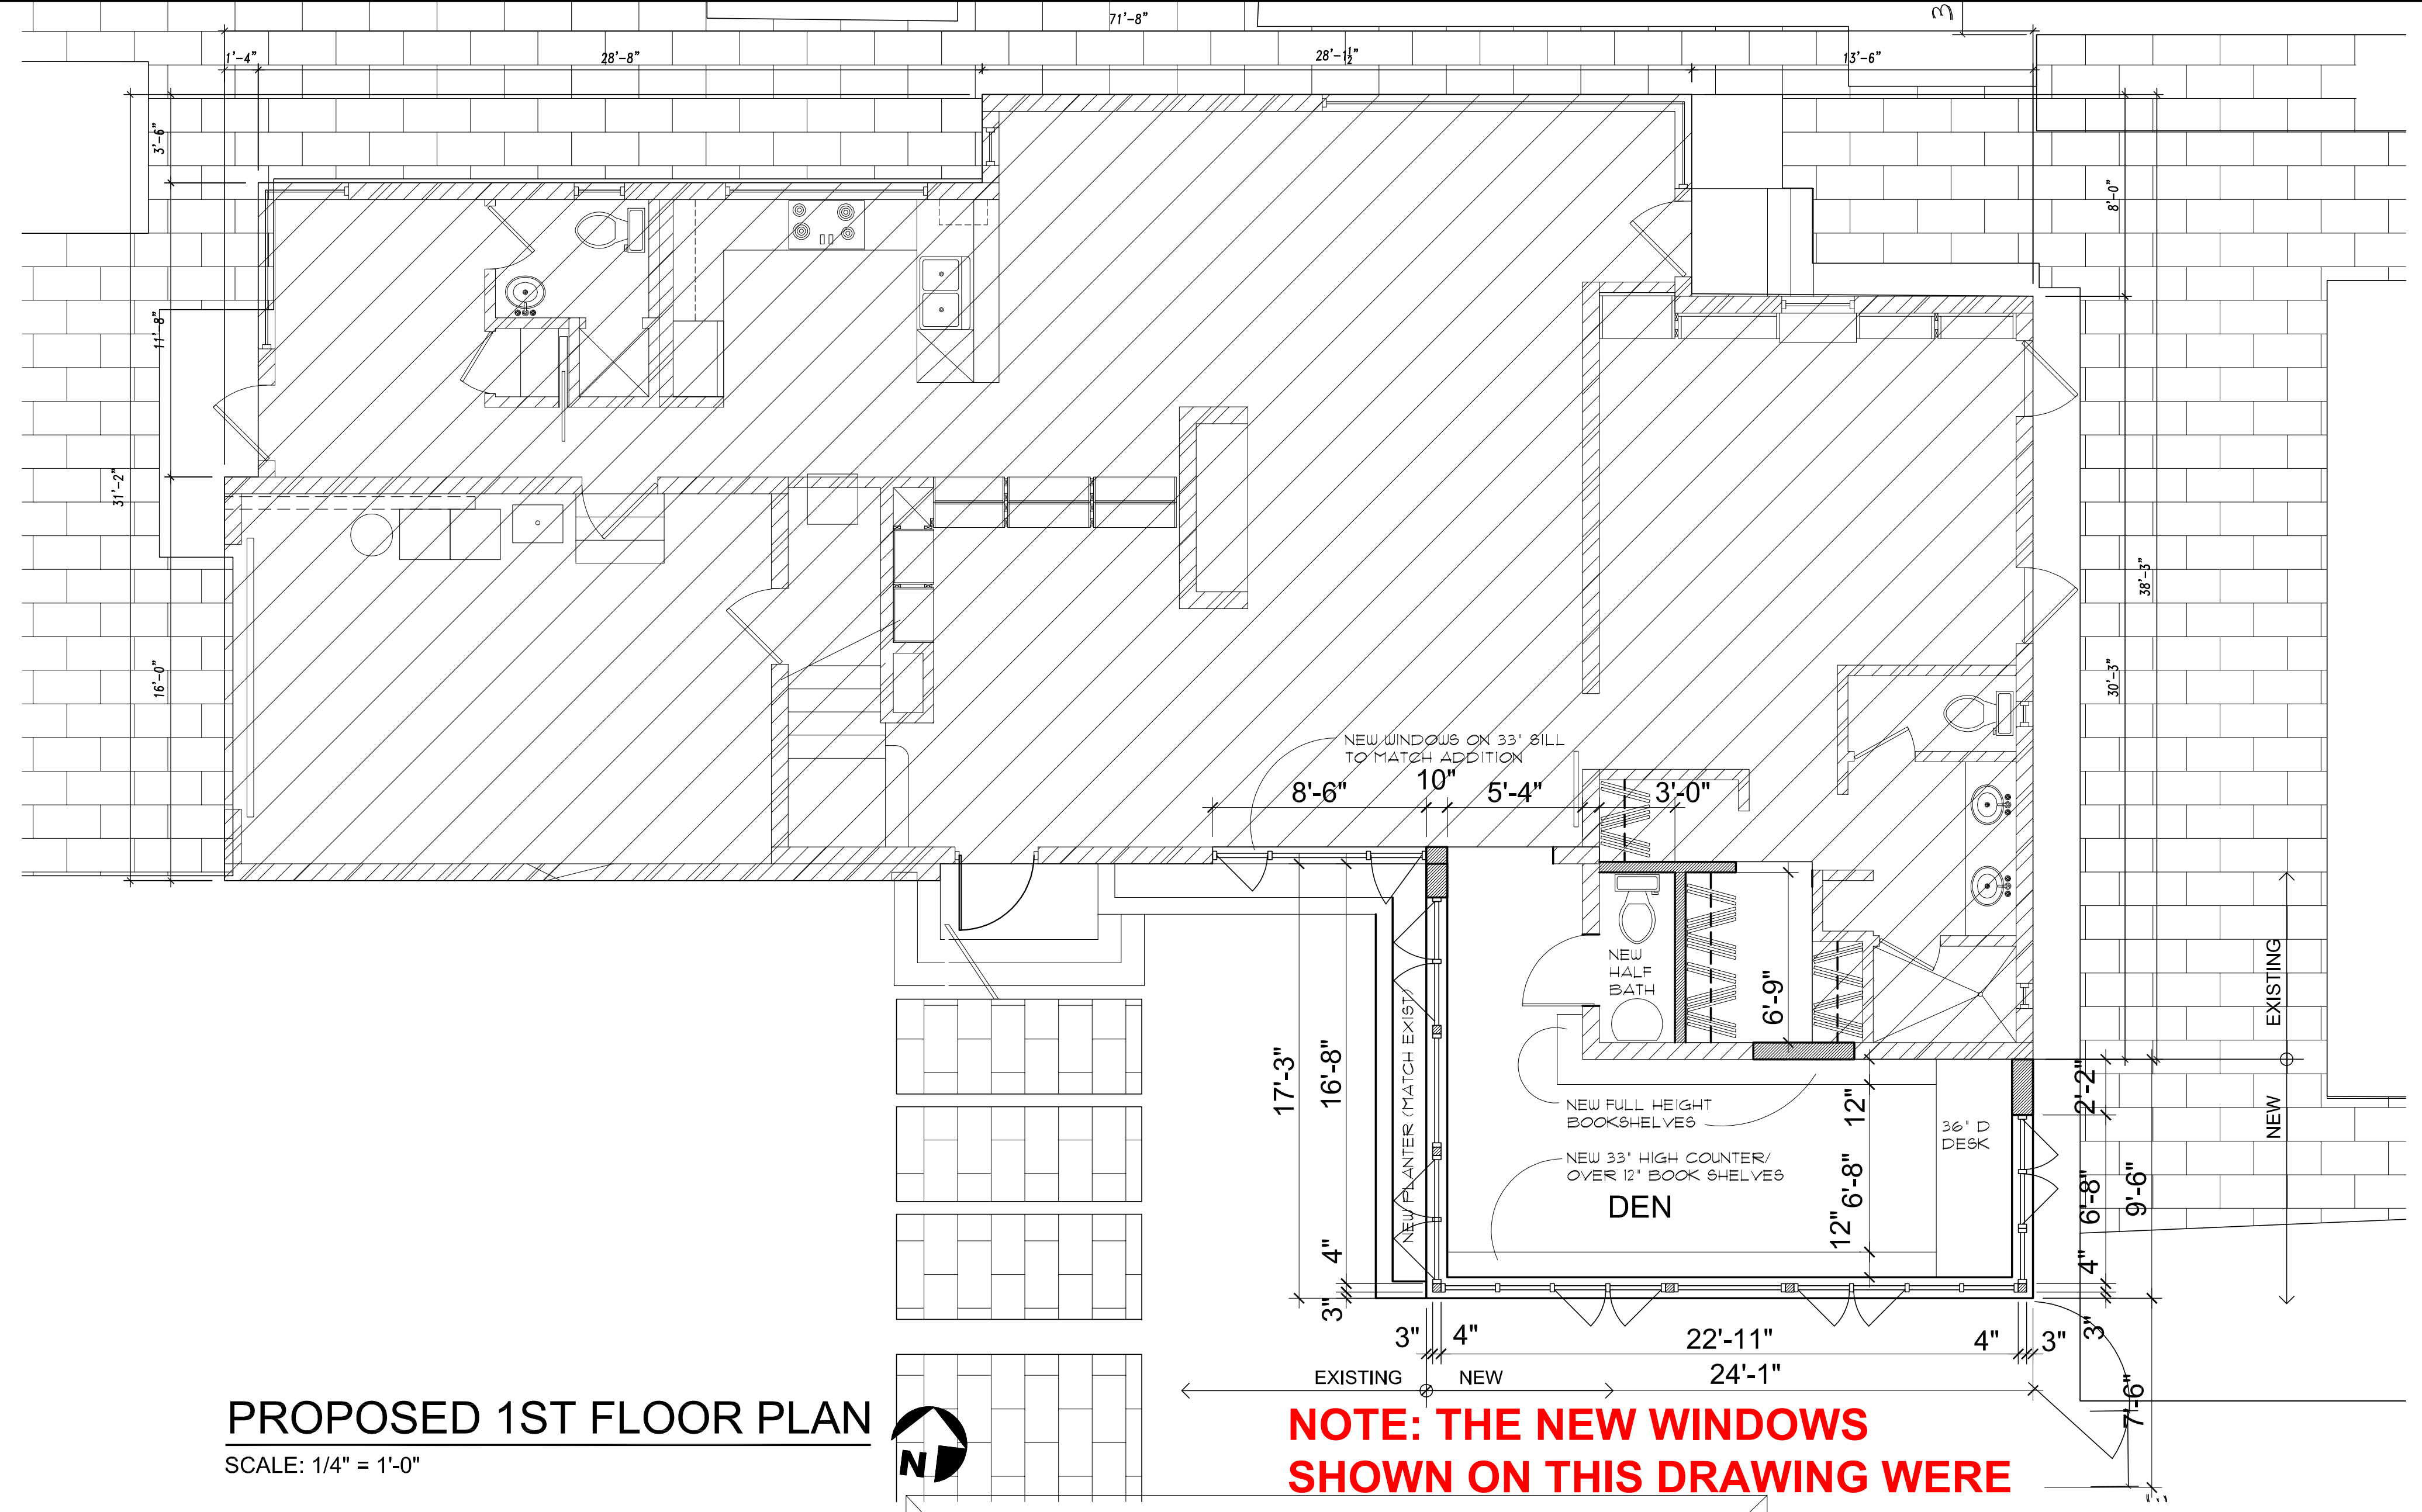 71'-8"
3
1'-4"
28'-8"
28'-1½"
13'-6"
3'-6"
8'-0"
11'-8"
31'-2"
38'-3"
16'-0"
30'-3"
NEW WINDOWS ON 33" SILL
TO MATCH ADDITION
8'-6"
10"
5'-4"
3'-0"
NEW
HALF
BATH
6'-9"
EXISTING
NEW
17'-3"
16'-8"
NEW PLANTER (MATCH EXIST)
NEW FULL HEIGHT
BOOKSHELVES
12"
36" D
DESK
2'-2"
NEW 33" HIGH COUNTER/
OVER 12" BOOK SHELVES
DEN
6'-8"
12"
6'-8"
9'-6"
4"
3"
4"
3"
3"
4"
22'-11"
4"
3"
EXISTING
NEW
24'-1"
7'-6"
PROPOSED 1ST FLOOR PLAN
SCALE: 1/4" = 1'-0"
N
NOTE: THE NEW WINDOWS
SHOWN ON THIS DRAWING WERE